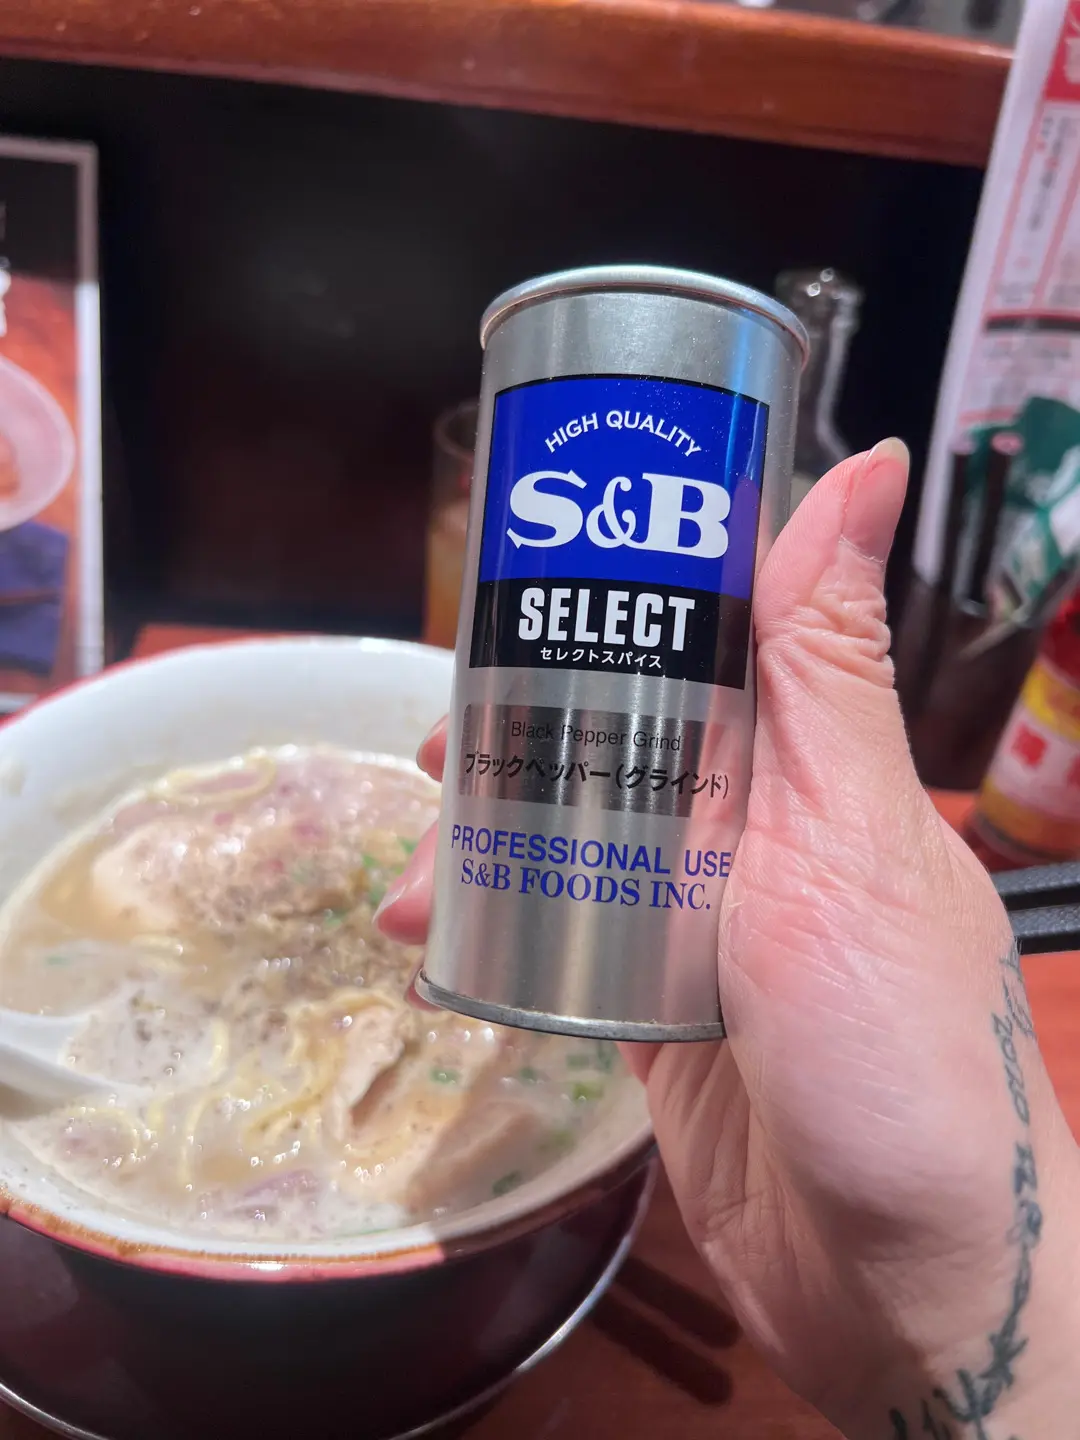 HIGH QUALITY
S&B
SELECT
セレクトスパイス
Black Pepper Grind
ブラックペッパー(グラインド)
PROFESSIONAL USE
S&B FOODS INC.